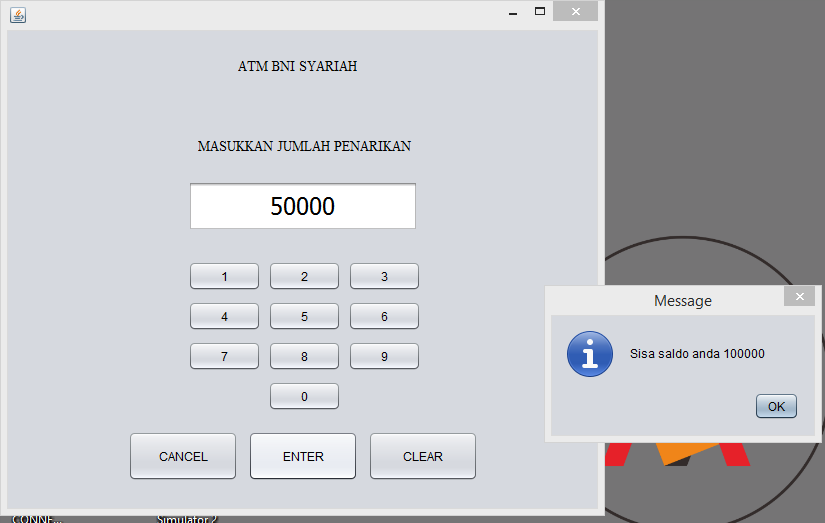 ATM BNI SYARIAH
MASUKKAN JUMLAH PENARIKAN
50000
1 2 3
4 5 6
7 8 9
0
CANCEL ENTER CLEAR
Message
Sisa saldo anda 100000
OK
CONNE... Simulator 2